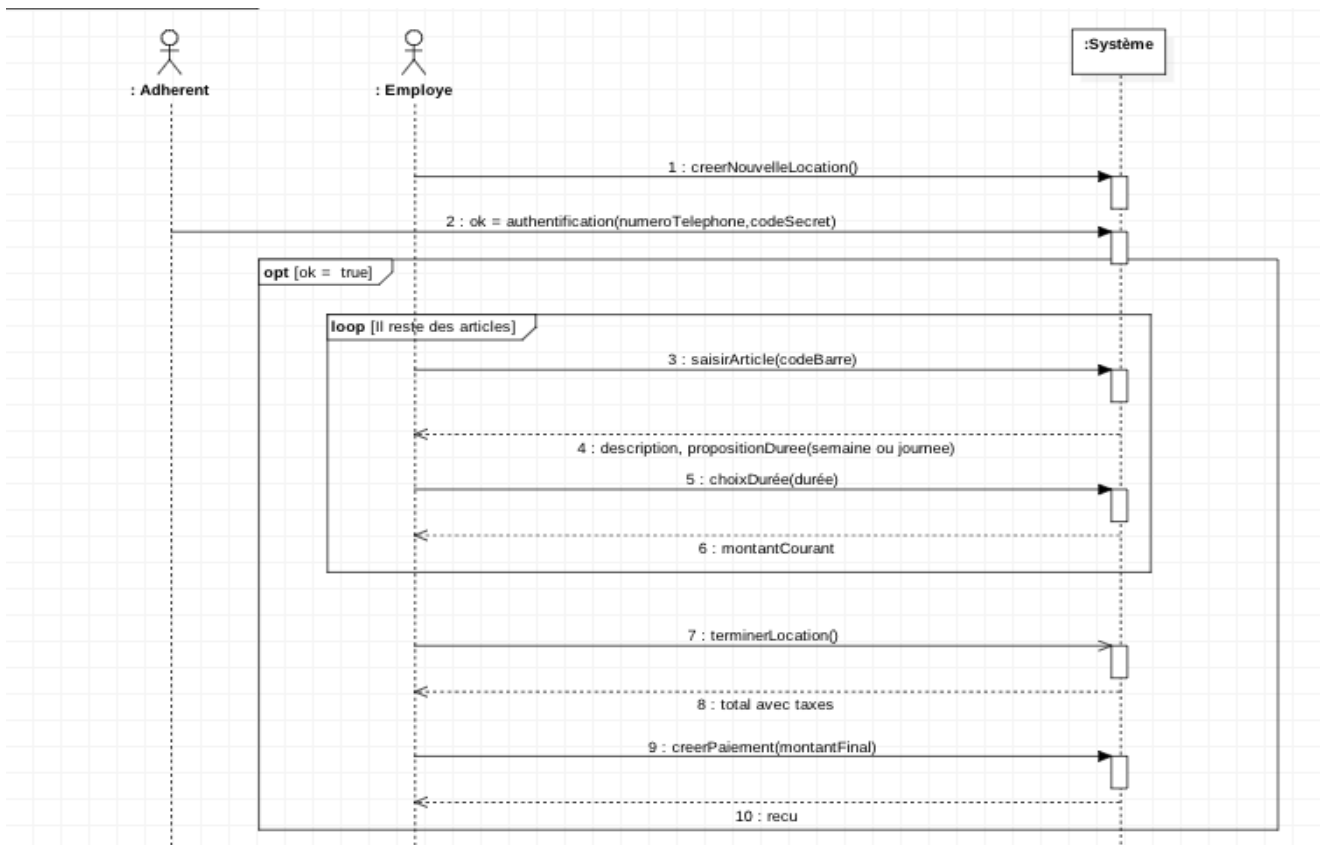 : Adherent
: Employe
:Système
1 : creerNouvelleLocation()
2 : ok = authentification(numeroTelephone,codeSecret)
opt [ok = true]
loop [Il reste des articles]
3 : saisirArticle(codeBarre)
4 : description, propositionDuree(semaine ou journee)
5 : choixDurée(durée)
6 : montantCourant
7 : terminerLocation()
8 : total avec taxes
9 : creerPaiement(montantFinal)
10 : recu